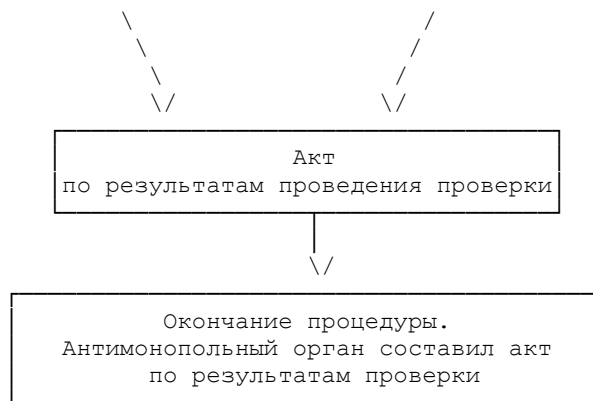 Акт
по результатам проведения проверки
Окончание процедуры.
Антимонопольный орган составил акт
по результатам проверки